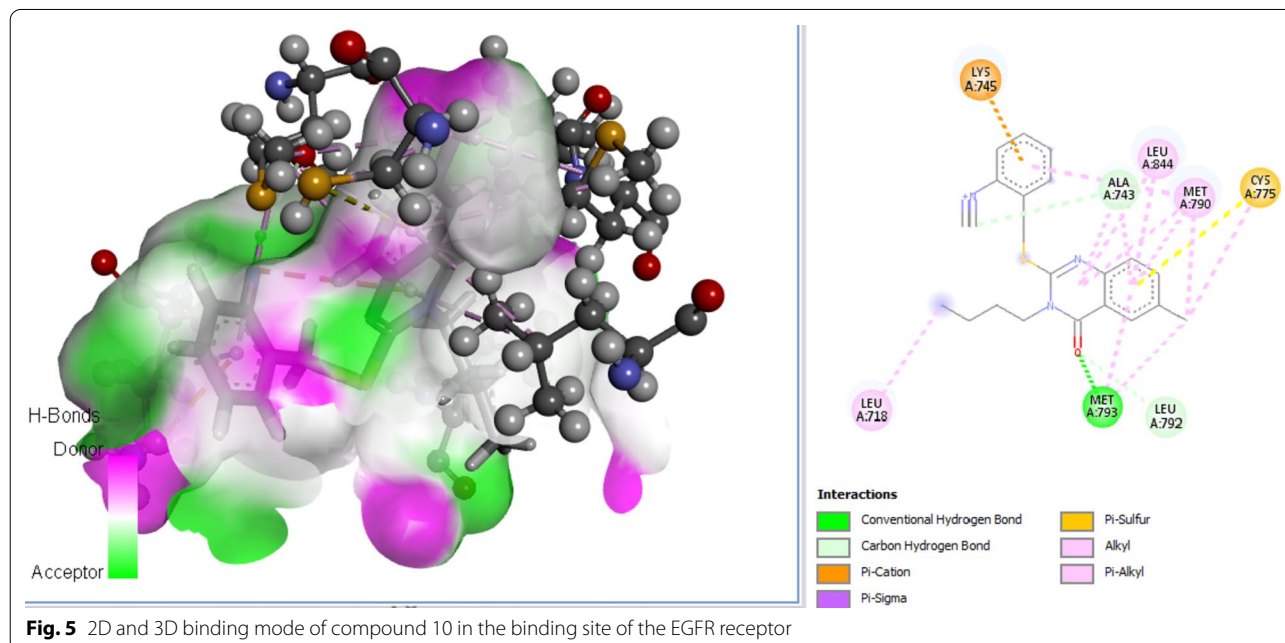 H-Bonds
Donor
Acceptor
LYS
A:745
LEU
A:844
ALA
A:743
MET
A:790
CYS
A:775
N+
N
S
N
N
O
LEU
A:718
MET
A:793
LEU
A:792
Interactions
Conventional Hydrogen Bond
Carbon Hydrogen Bond
Pi-Cation
Pi-Sigma
Pi-Sulfur
Alkyl
Pi-Alkyl
Fig. 5 2D and 3D binding mode of compound 10 in the binding site of the EGFR receptor